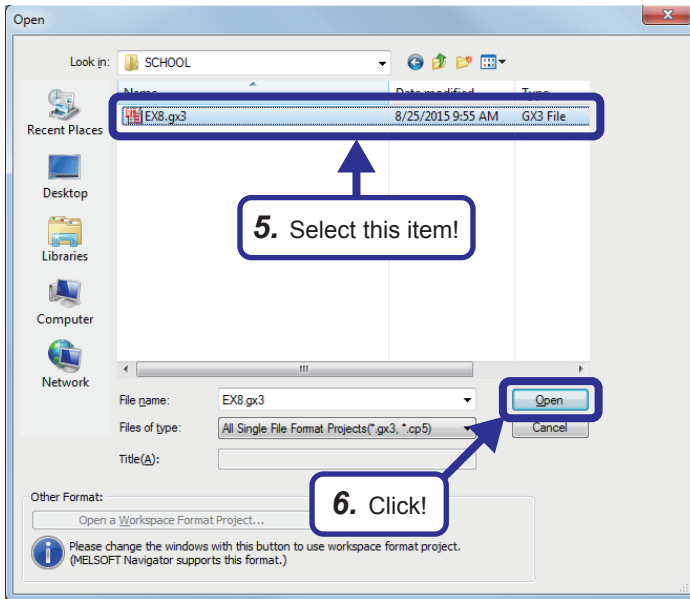 Open
Look in: SCHOOL
Name Date modified Type
EX8.gx3 8/25/2015 9:55 AM GX3 File
Recent Places
Desktop
5. Select this item!
Libraries
Computer
Network
File name: EX8.gx3 Open
Files of type: All Single File Format Projects(*.gx3, *.cp5) Cancel
Title(A):
6. Click!
Other Format:
Open a Workspace Format Project...
Please change the windows with this button to use workspace format project.
(MELSOFT Navigator supports this format.)